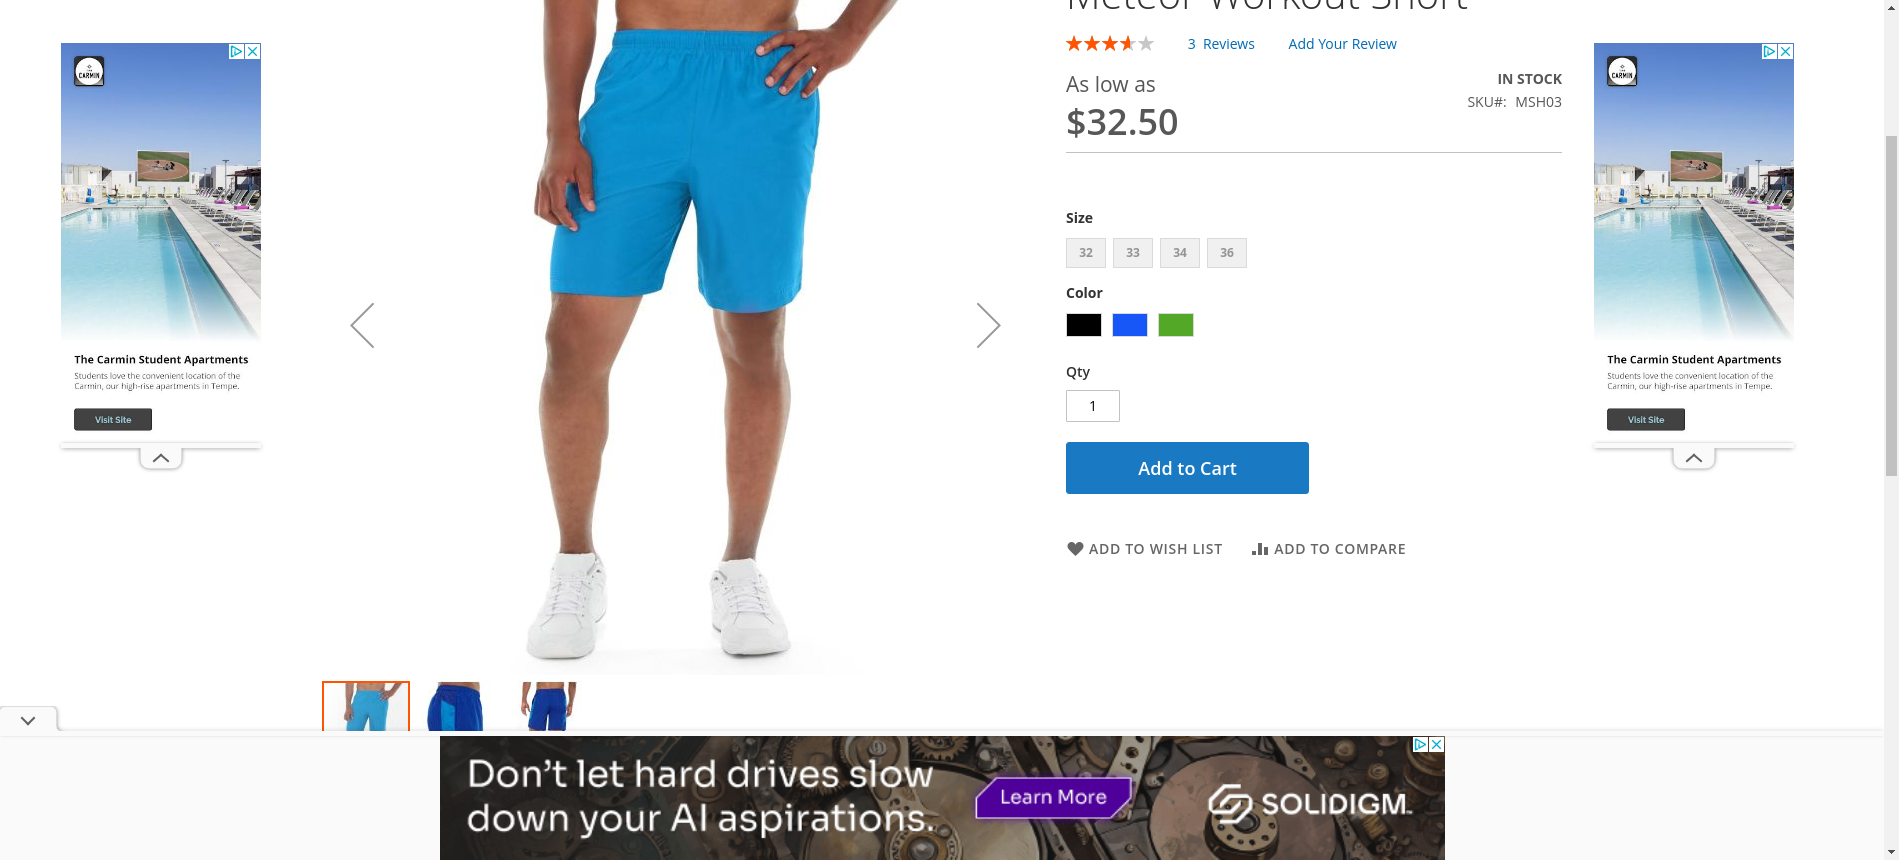 Meteor Workout Short
3 Reviews
Add Your Review
As low as
$32.50
IN STOCK
SKU#: MSH03
Size
32
33
34
36
Color
Qty
1
Add to Cart
ADD TO WISH LIST
ADD TO COMPARE
CARMIN
The Carmin Student Apartments
Students love the convenient location of the
Carmin, our high-rise apartments in Tempe.
Visit Site
CARMIN
The Carmin Student Apartments
Students love the convenient location of the
Carmin, our high-rise apartments in Tempe.
Visit Site
Don't let hard drives slow
down your AI aspirations.
Learn More
SOLIDIGM